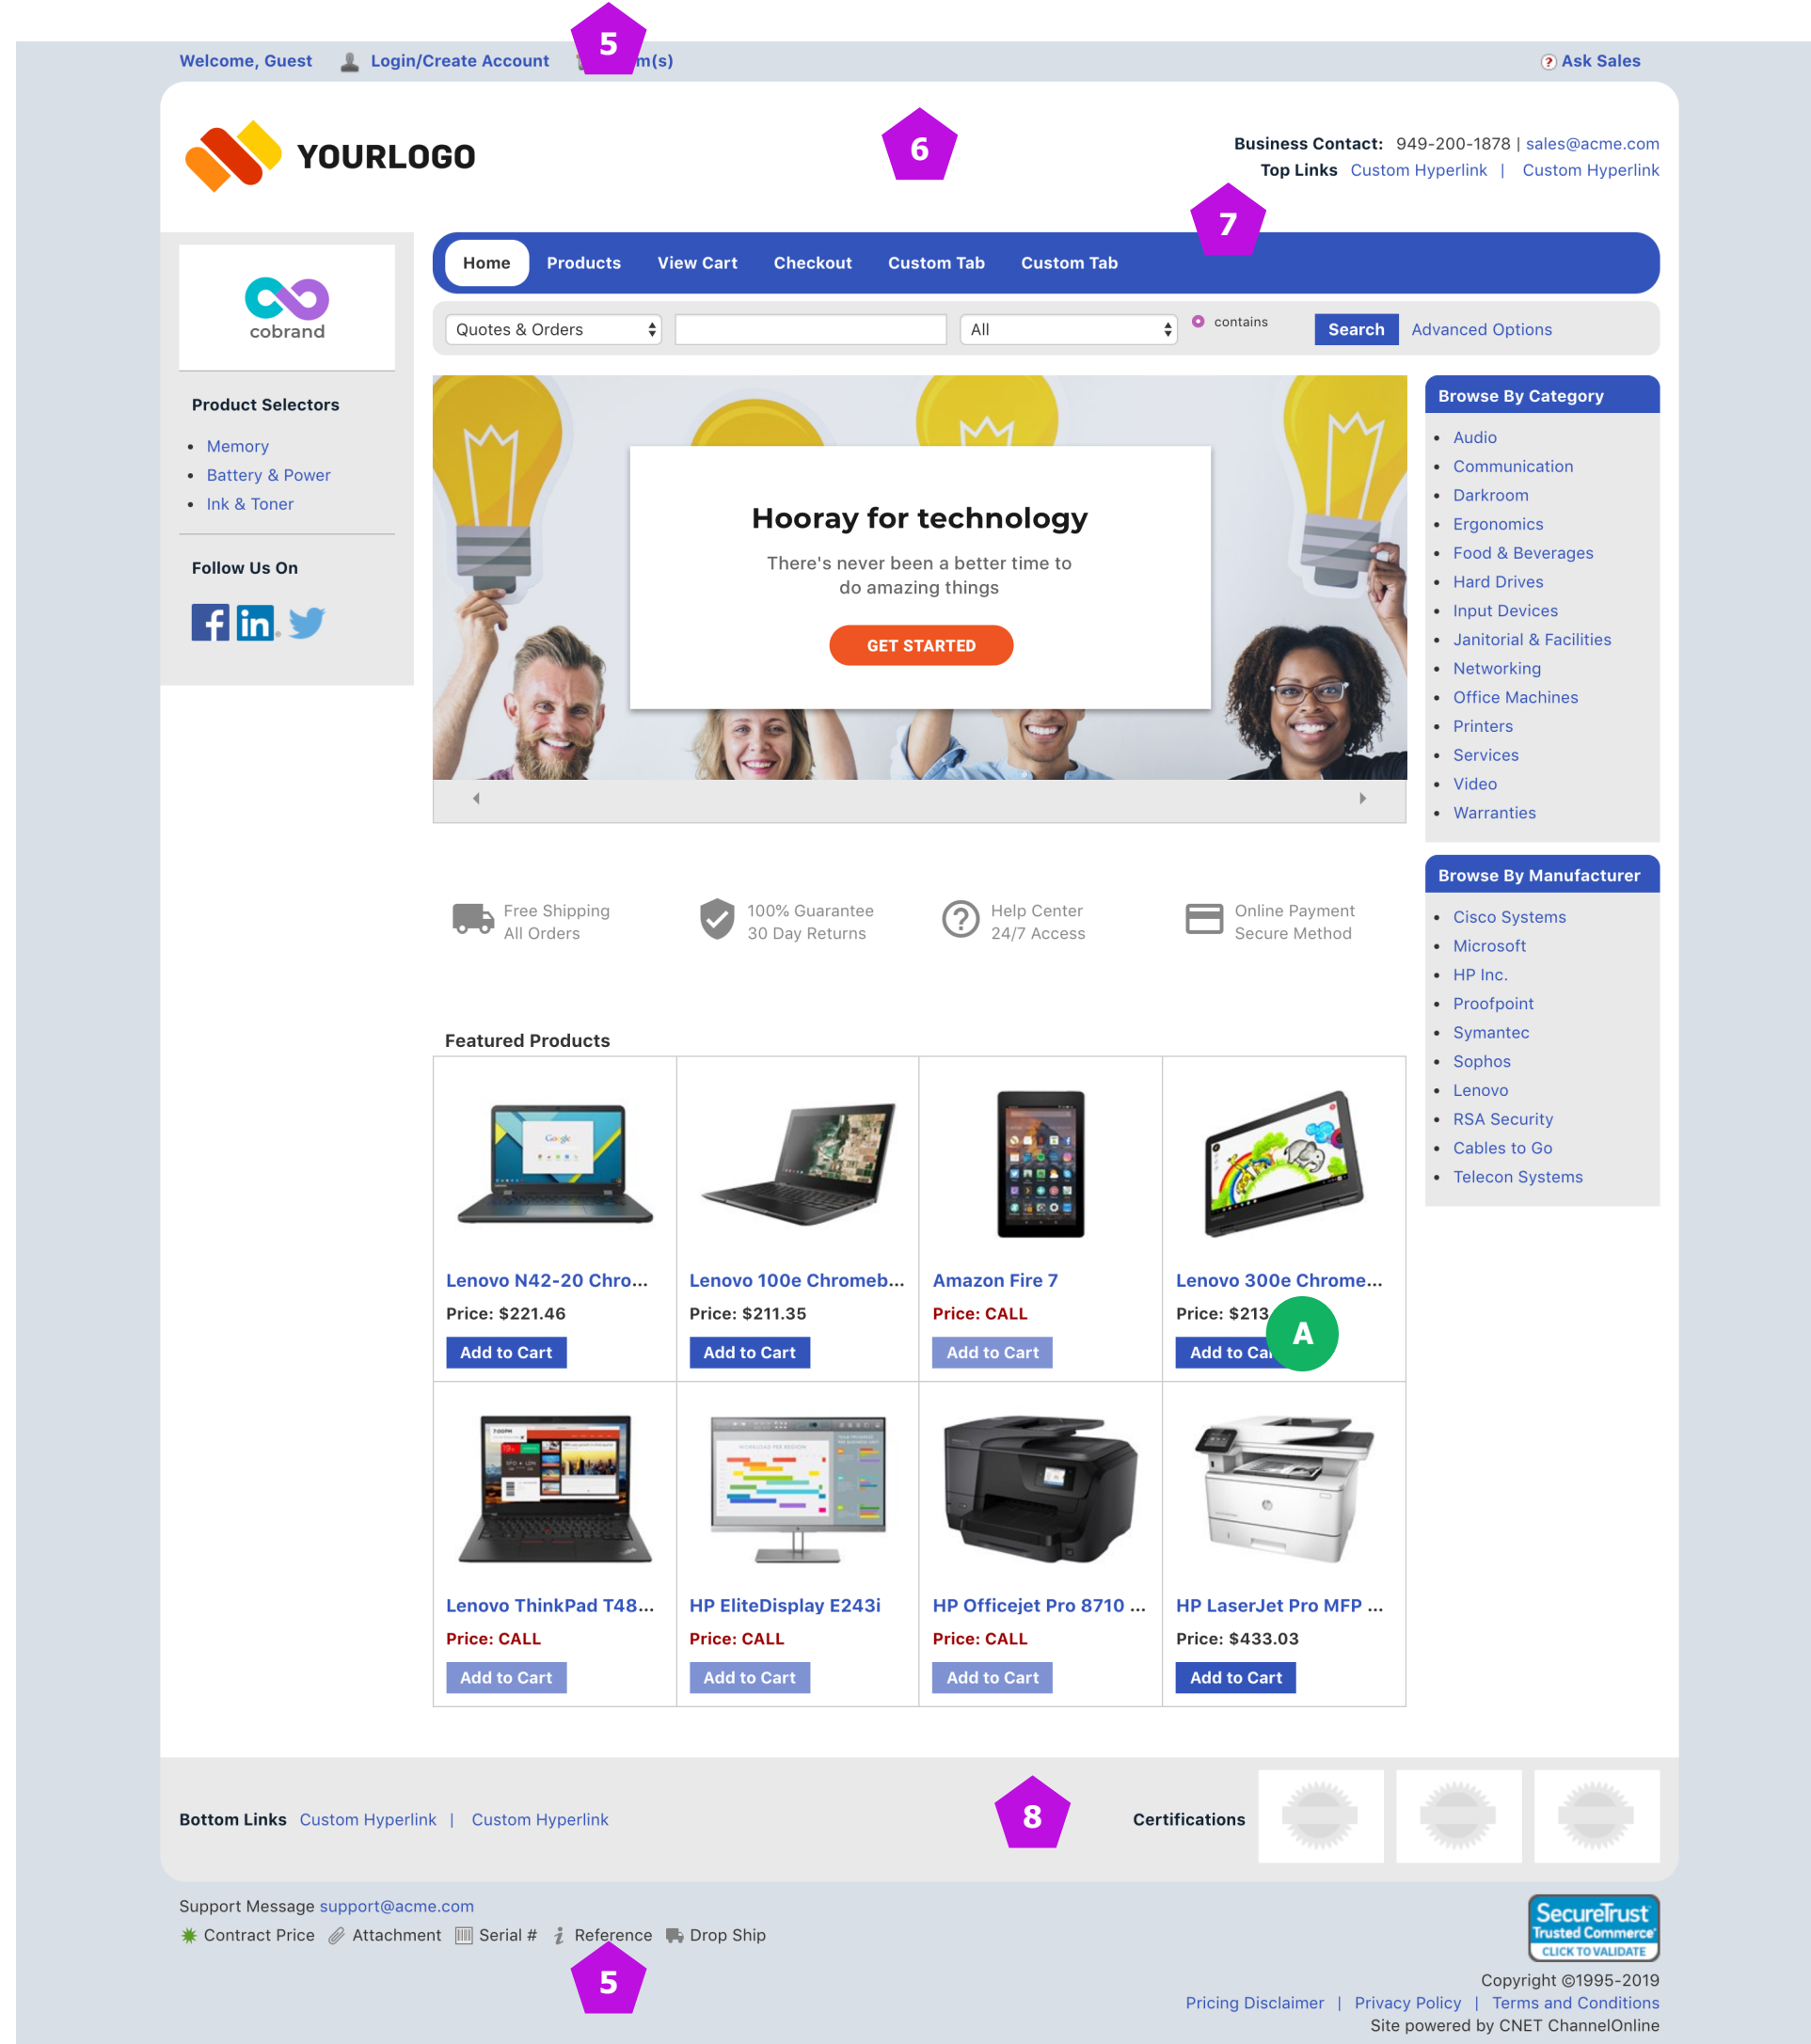 5
Welcome, Guest Login/Create Account m(s) Ask Sales
6
YOURLOGO
Business Contact: 949-200-1878 | sales@acme.com
Top Links Custom Hyperlink | Custom Hyperlink
7
cobrand
Home Products View Cart Checkout Custom Tab Custom Tab
Quotes & Orders All contains Search Advanced Options
Product Selectors
Memory
Battery & Power
Ink & Toner
Follow Us On
f in
Hooray for technology
There's never been a better time to
do amazing things
GET STARTED
Browse By Category
Audio
Communication
Darkroom
Ergonomics
Food & Beverages
Hard Drives
Input Devices
Janitorial & Facilities
Networking
Office Machines
Printers
Services
Video
Warranties
Browse By Manufacturer
Cisco Systems
Microsoft
HP Inc.
Proofpoint
Symantec
Sophos
Lenovo
RSA Security
Cables to Go
Telecon Systems
Free Shipping
All Orders
100% Guarantee
30 Day Returns
Help Center
24/7 Access
Online Payment
Secure Method
Featured Products
Google
Lenovo N42-20 Chro...
Price: $221.46
Add to Cart
Lenovo 100e Chromeb...
Price: $211.35
Add to Cart
Amazon Fire 7
Price: CALL
Add to Cart
Lenovo 300e Chrome...
Price: $213
Add to Ca
A
7:00PM
SFO LDN
WORKLOAD PER REGION
Lenovo ThinkPad T48...
Price: CALL
Add to Cart
HP EliteDisplay E243i
Price: CALL
Add to Cart
HP Officejet Pro 8710 ...
Price: CALL
Add to Cart
HP LaserJet Pro MFP ...
Price: $433.03
Add to Cart
Bottom Links Custom Hyperlink | Custom Hyperlink
8
Certifications
Support Message support@acme.com
Contract Price Attachment Serial # Reference Drop Ship
5
SecureTrust
Trusted Commerce
CLICK TO VALIDATE
Copyright ©1995-2019
Pricing Disclaimer | Privacy Policy | Terms and Conditions
Site powered by CNET ChannelOnline